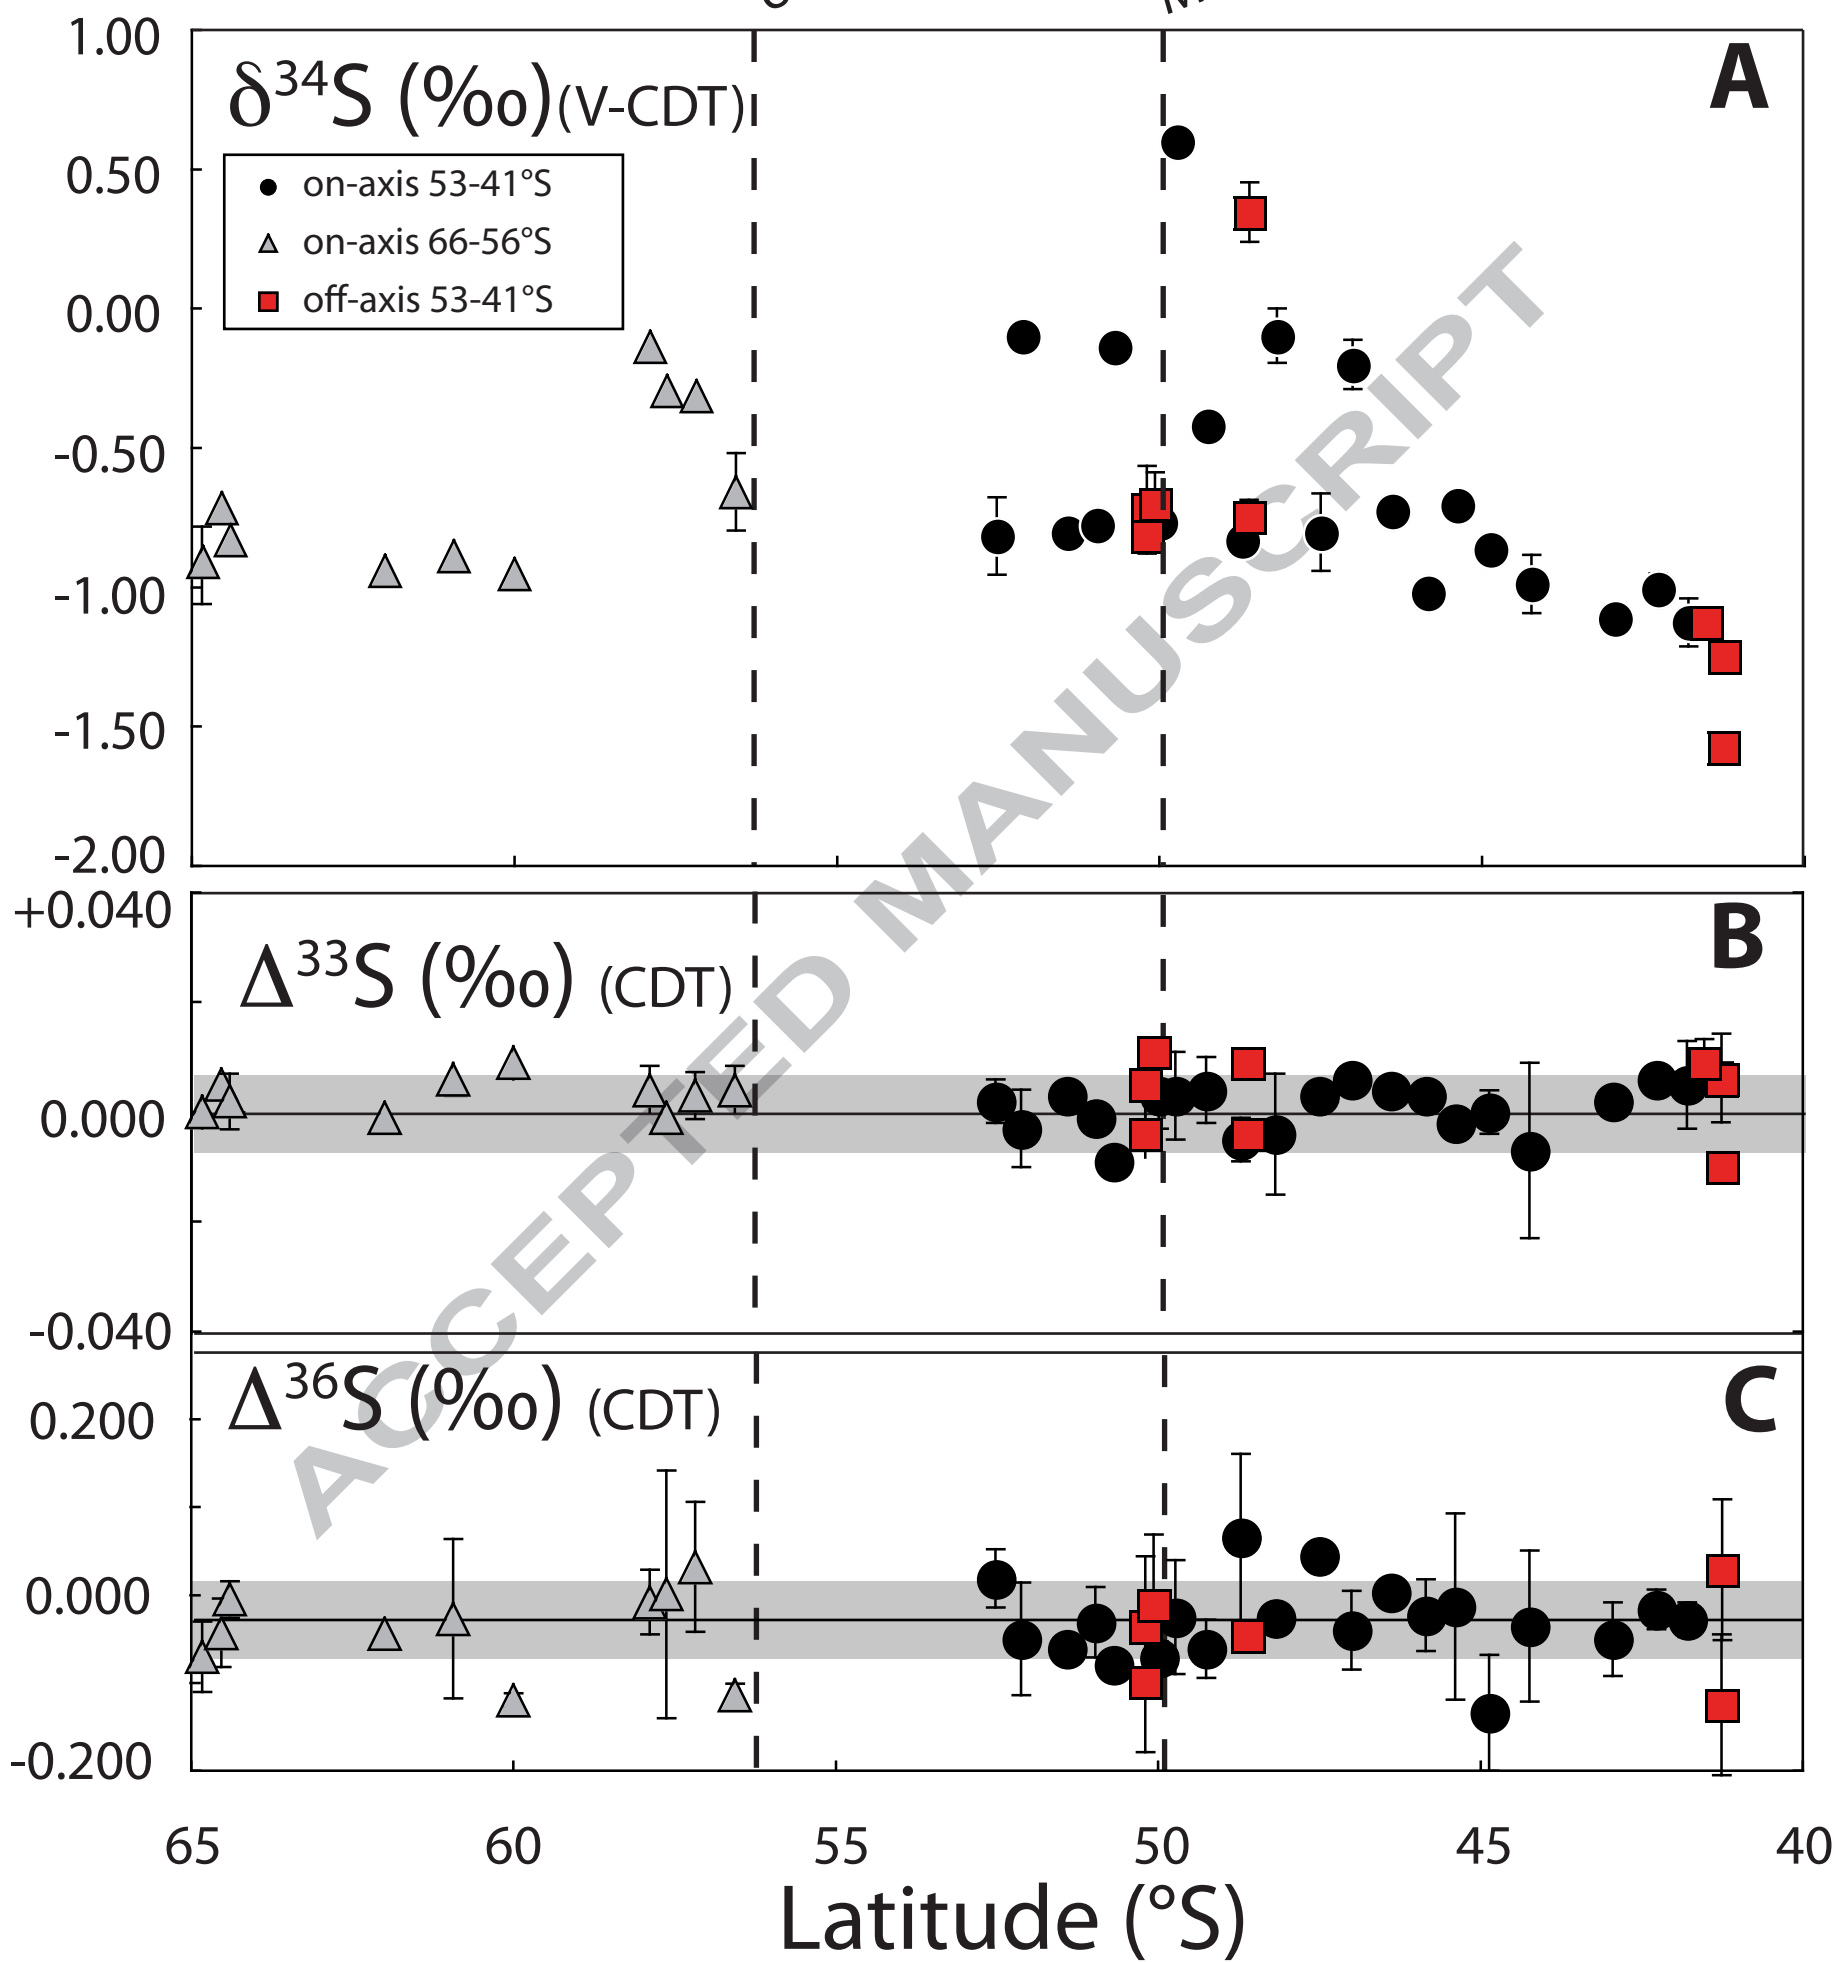 1.00
δ34S (‰) (V-CDT)
A
0.50
on-axis 53-41°S
on-axis 66-56°S
off-axis 53-41°S
0.00
-0.50
-1.00
-1.50
-2.00
+0.040
Δ33S (‰) (CDT)
B
0.000
-0.040
Δ36S (‰) (CDT)
C
0.200
0.000
-0.200
65 60 55 50 45 40
Latitude (°S)
ACCEPTED MANUSCRIPT